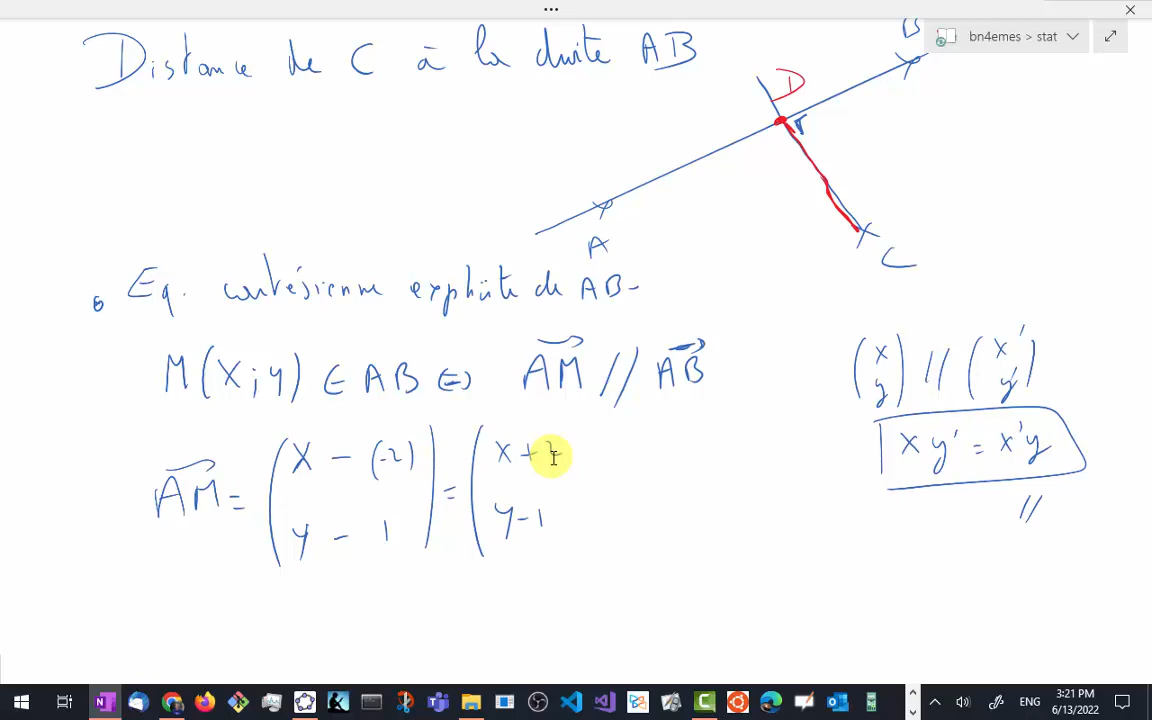 Distance de C à la droite AB
B
bn4emes > stat
D
A
C
Eq. cartésienne explicite de AB.
M(x;y) ∈ AB ⇔ AM // AB
(x y) // (x' y')
x y' = x'y
//
AM = (x - (-2) y - 1) = (x + 2 y - 1
ENG
3:21 PM
6/13/2022